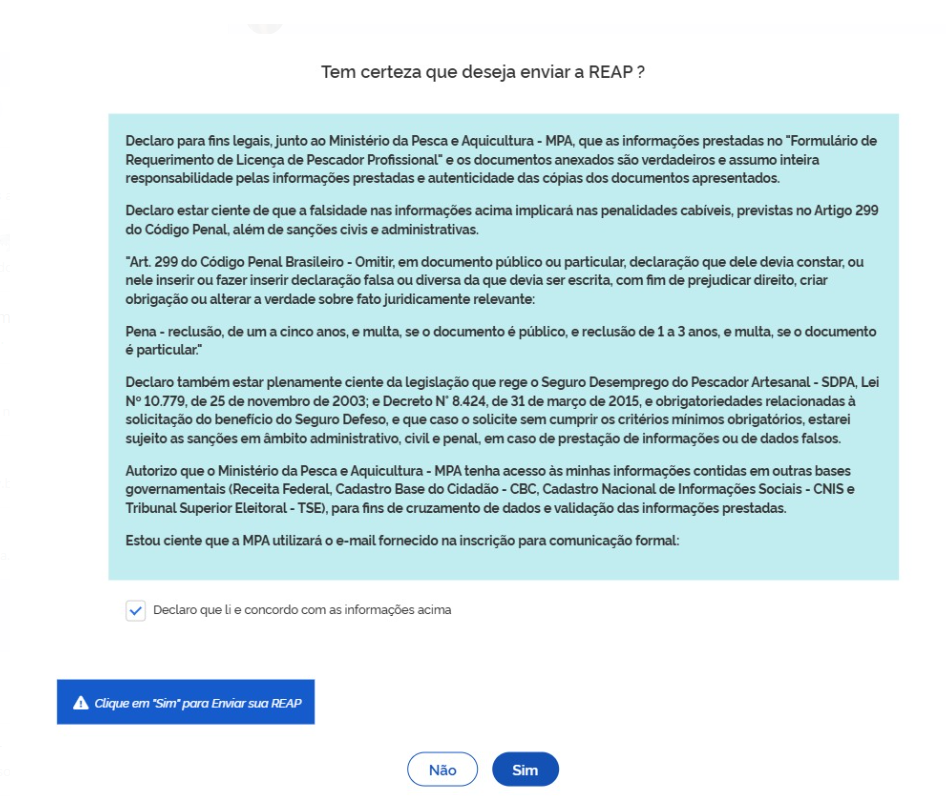 Tem certeza que deseja enviar a REAP ?
Declaro para fins legais, junto ao Ministério da Pesca e Aquicultura - MPA, que as informações prestadas no "Formulário de
Requerimento de Licença de Pescador Profissional" e os documentos anexados são verdadeiros e assumo inteira
responsabilidade pelas informações prestadas e autenticidade das cópias dos documentos apresentados.
Declaro estar ciente de que a falsidade nas informações acima implicará nas penalidades cabíveis, previstas no Artigo 299
do Código Penal, além de sanções civis e administrativas.
"Art. 299 do Código Penal Brasileiro - Omitir, em documento público ou particular, declaração que dele devia constar, ou
nele inserir ou fazer inserir declaração falsa ou diversa da que devia ser escrita, com fim de prejudicar direito, criar
obrigação ou alterar a verdade sobre fato juridicamente relevante:
Pena - reclusão, de um a cinco anos, e multa, se o documento é público, e reclusão de 1 a 3 anos, e multa, se o documento
é particular."
Declaro também estar plenamente ciente da legislação que rege o Seguro Desemprego do Pescador Artesanal - SDPA, Lei
Nº 10.779, de 25 de novembro de 2003; e Decreto N° 8.424, de 31 de março de 2015, e obrigatoriedades relacionadas à
solicitação do benefício do Seguro Defeso, e que caso o solicite sem cumprir os critérios mínimos obrigatórios, estarei
sujeito as sanções em âmbito administrativo, civil e penal, em caso de prestação de informações ou de dados falsos.
Autorizo que o Ministério da Pesca e Aquicultura - MPA tenha acesso às minhas informações contidas em outras bases
governamentais (Receita Federal, Cadastro Base do Cidadão - CBC, Cadastro Nacional de Informações Sociais - CNIS e
Tribunal Superior Eleitoral - TSE), para fins de cruzamento de dados e validação das informações prestadas.
Estou ciente que a MPA utilizará o e-mail fornecido na inscrição para comunicação formal:
Declaro que li e concordo com as informações acima
Clique em "Sim" para Enviar sua REAP
Não
Sim